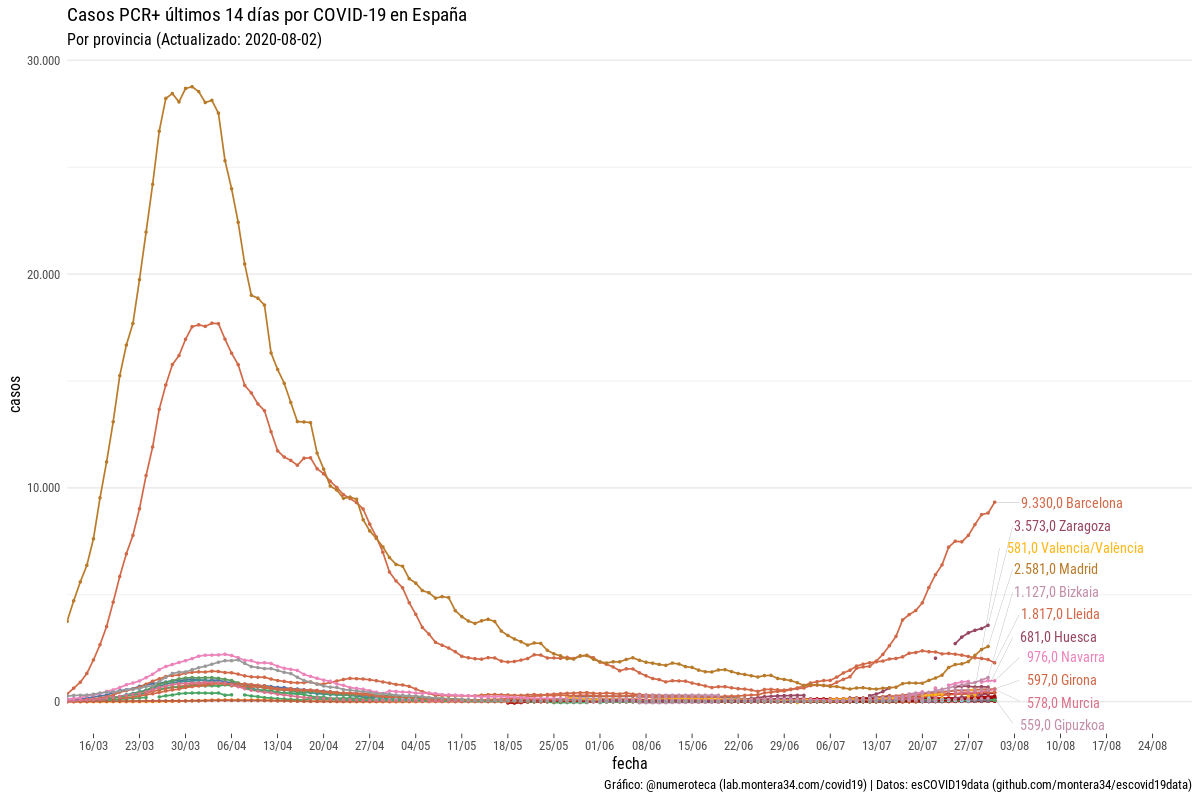 Casos PCR+ últimos 14 días por COVID-19 en España
Por provincia (Actualizado: 2020-08-02)
30.000
20.000
10.000
0
casos
9.330,0 Barcelona
3.573,0 Zaragoza
581,0 Valencia/València
2.581,0 Madrid
1.127,0 Bizkaia
1.817,0 Lleida
681,0 Huesca
976,0 Navarra
597,0 Girona
578,0 Murcia
559,0 Gipuzkoa
16/03 23/03 30/03 06/04 13/04 20/04 27/04 04/05 11/05 18/05 25/05 01/06 08/06 15/06 22/06 29/06 06/07 13/07 20/07 27/07 03/08 10/08 17/08 24/08
fecha
Gráfico: @numeroteca (lab.montera34.com/covid19) | Datos: esCOVID19data (github.com/montera34/escovid19data)